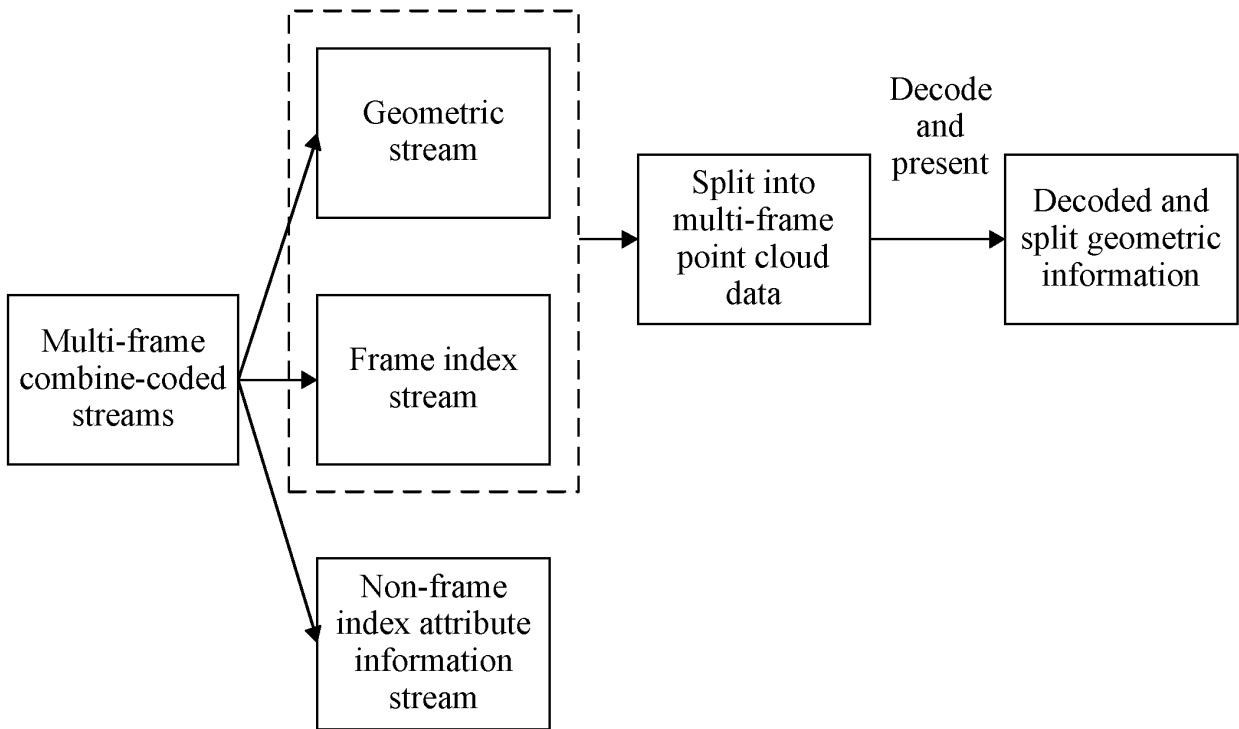 Multi-frame
combine-coded
streams
Geometric
stream
Frame index
stream
Non-frame
index attribute
information
stream
Split into
multi-frame
point cloud
data
Decode
and
present
Decoded and
split geometric
information